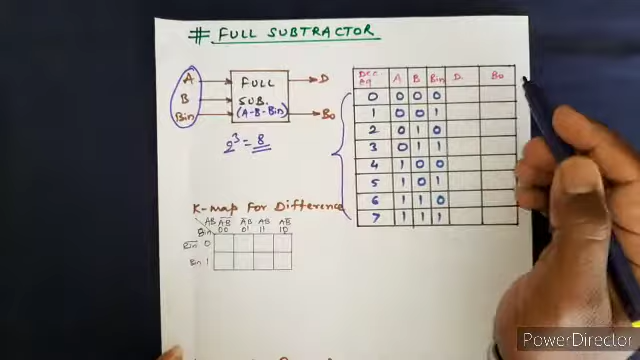 # FULL SUBTRACTOR
A
B
Bin
FULL
SUB.
(A-B-Bin)
D
Bo
2³ = 8
Dec. eq A B Bin D Bo
0 0 0 0
1 0 0 1
2 0 1 0
3 0 1 1
4 1 0 0
5 1 0 1
6 1 1 0
7 1 1 1
K-map For Difference
AB A̅B̅ A̅B AB AB̅
Bin 00 01 11 10
B̅i̅n̅ 0
Bin 1
PowerDirector